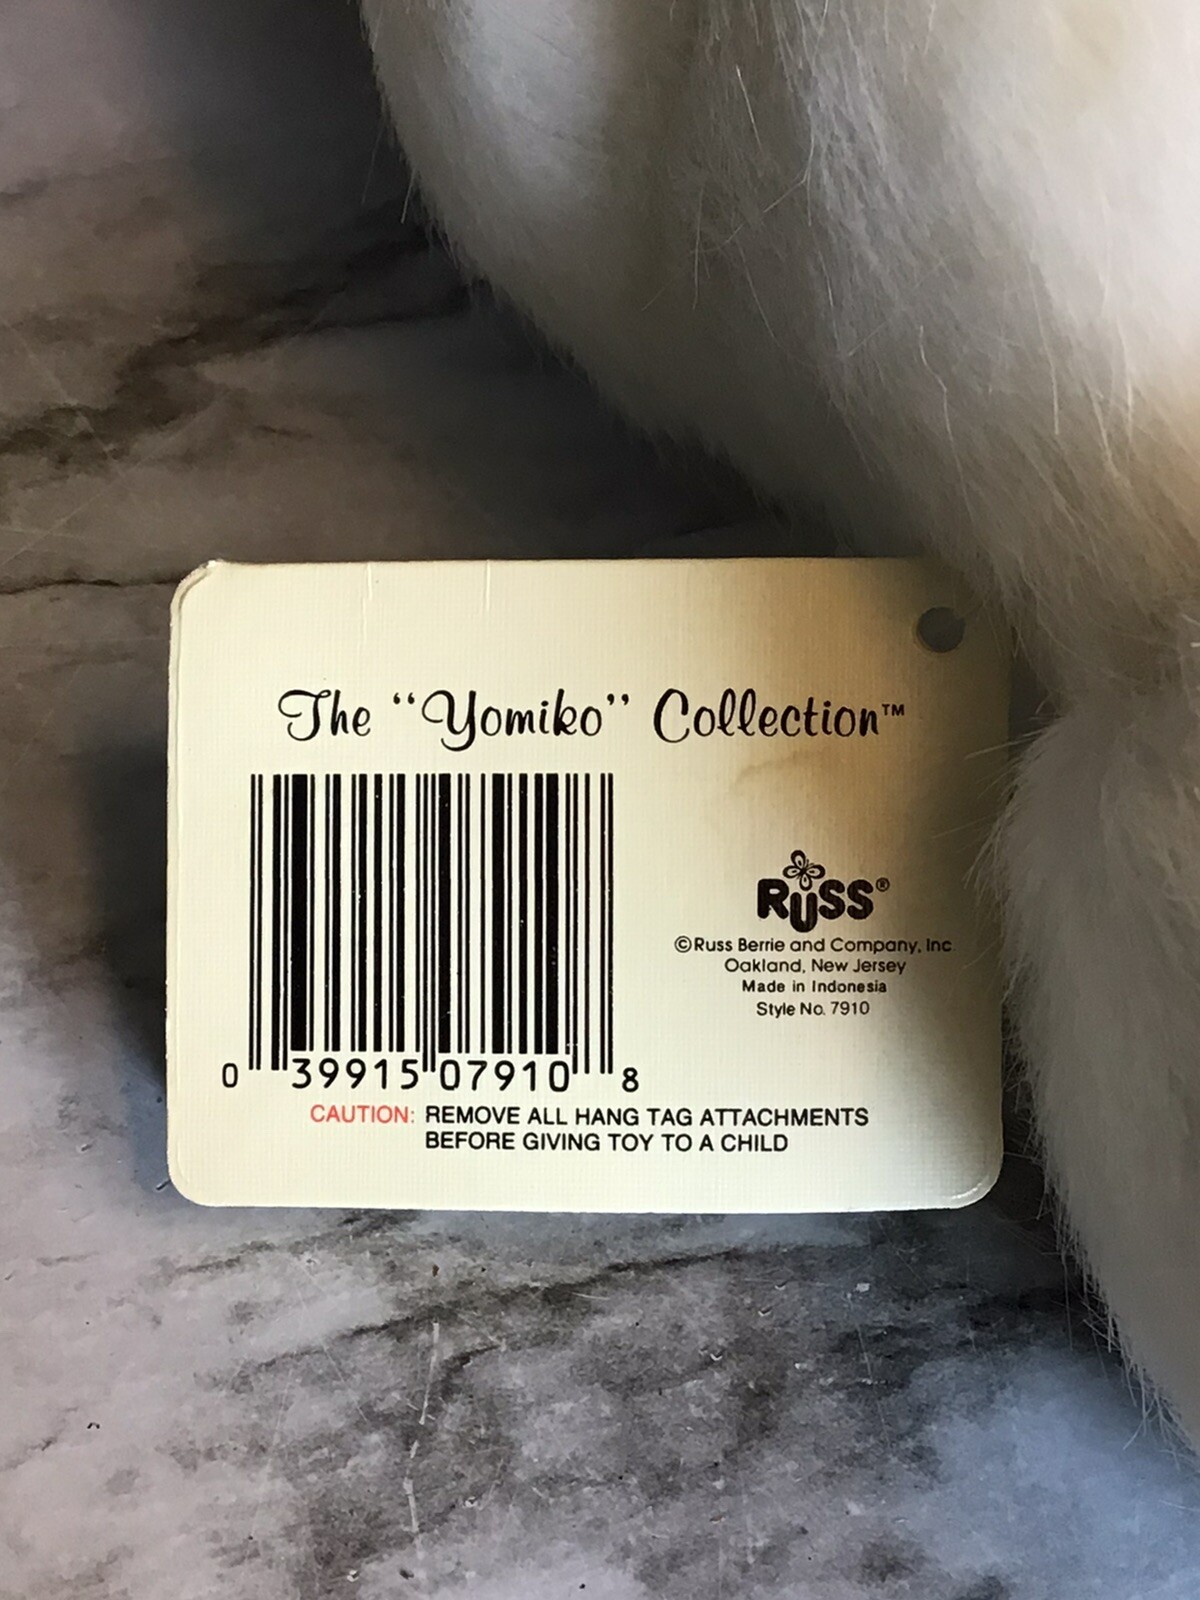 The “Yomiko” Collection™
RUSS®
©Russ Berrie and Company, Inc
Oakland, New Jersey
Made in Indonesia
Style No. 7910
0 39915 07910 8
CAUTION: REMOVE ALL HANG TAG ATTACHMENTS
BEFORE GIVING TOY TO A CHILD